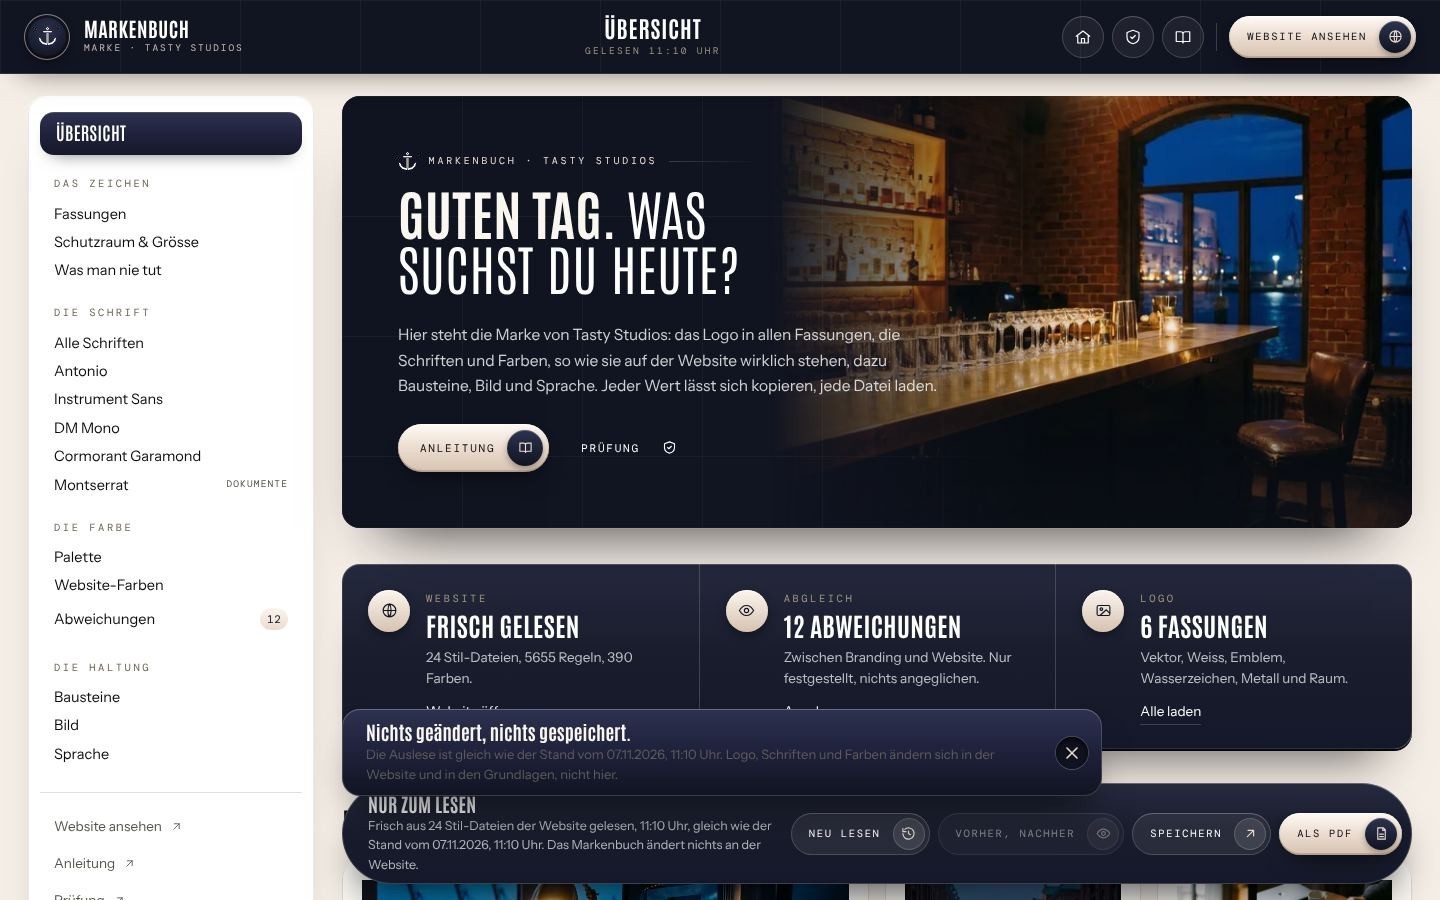 MARKENBUCH
MARKE · TASTY STUDIOS
ÜBERSICHT
GELESEN 11:10 UHR
WEBSITE ANSEHEN
ÜBERSICHT
DAS ZEICHEN
Fassungen
Schutzraum & Grösse
Was man nie tut
DIE SCHRIFT
Alle Schriften
Antonio
Instrument Sans
DM Mono
Cormorant Garamond
Montserrat
DOKUMENTE
DIE FARBE
Palette
Website-Farben
Abweichungen
12
DIE HALTUNG
Bausteine
Bild
Sprache
Website ansehen
Anleitung
Prüfung
MARKENBUCH · TASTY STUDIOS
GUTEN TAG. WAS
SUCHST DU HEUTE?
Hier steht die Marke von Tasty Studios: das Logo in allen Fassungen, die
Schriften und Farben, so wie sie auf der Website wirklich stehen, dazu
Bausteine, Bild und Sprache. Jeder Wert lässt sich kopieren, jede Datei laden.
ANLEITUNG
PRÜFUNG
WEBSITE
FRISCH GELESEN
24 Stil-Dateien, 5655 Regeln, 390
Farben.
ABGLEICH
12 ABWEICHUNGEN
Zwischen Branding und Website. Nur
festgestellt, nichts angeglichen.
LOGO
6 FASSUNGEN
Vektor, Weiss, Emblem,
Wasserzeichen, Metall und Raum.
Alle laden
Nichts geändert, nichts gespeichert.
Die Auslese ist gleich wie der Stand vom 07.11.2026, 11:10 Uhr. Logo, Schriften und Farben ändern sich in der
Website und in den Grundlagen, nicht hier.
NUR ZUM LESEN
Frisch aus 24 Stil-Dateien der Website gelesen, 11:10 Uhr, gleich wie der
Stand vom 07.11.2026, 11:10 Uhr. Das Markenbuch ändert nichts an der
Website.
NEU LESEN
VORHER, NACHHER
SPEICHERN
ALS PDF